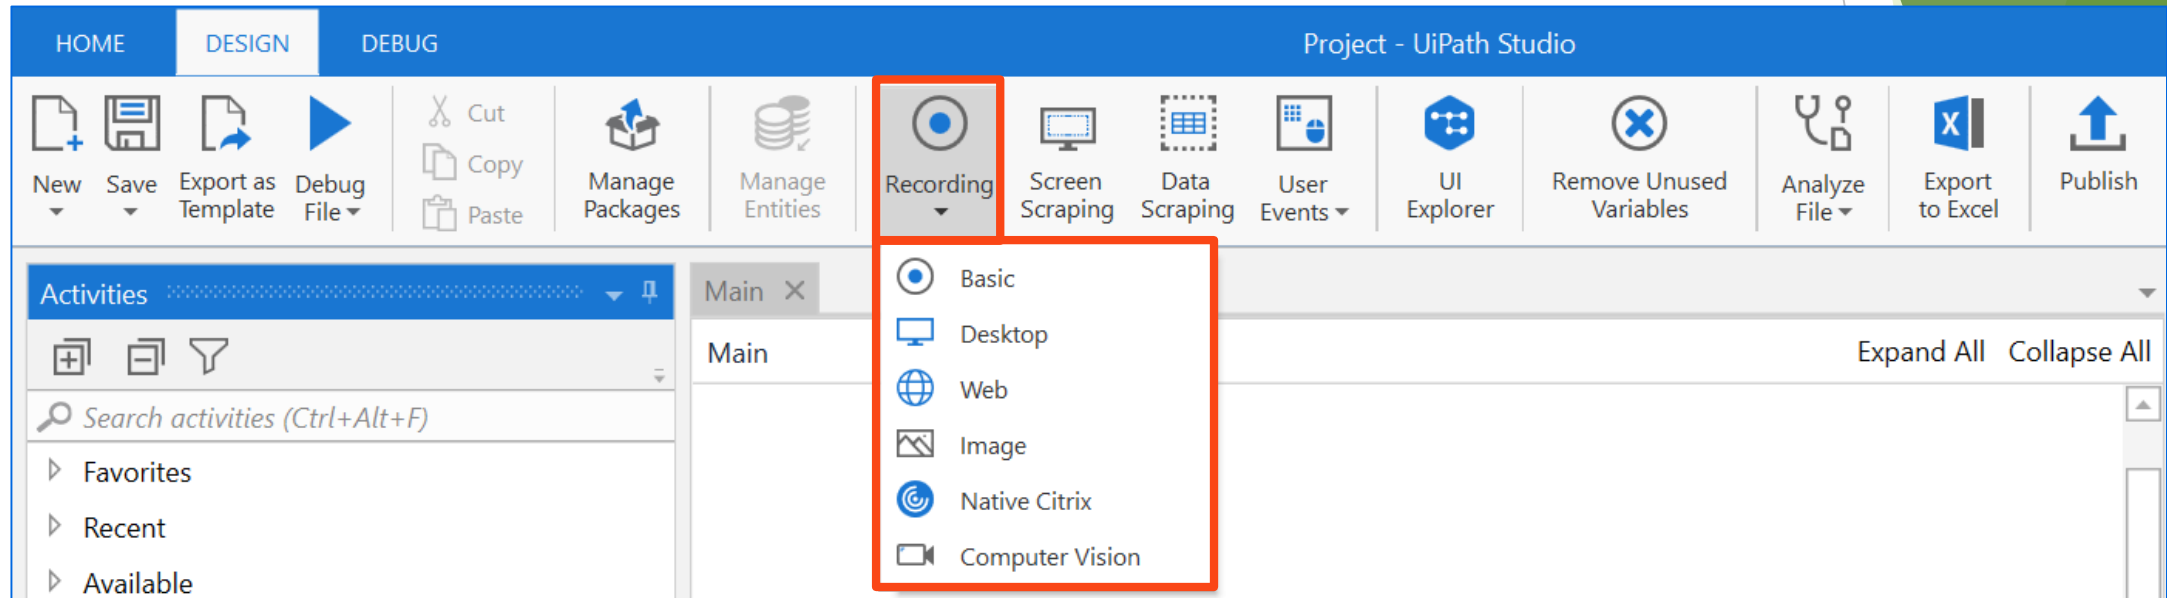 HOME DESIGN DEBUG Project - UiPath Studio
New Save Export as Template Debug File
Cut
Copy
Paste
Manage Packages
Manage Entities
Recording
Screen Scraping
Data Scraping
User Events
UI Explorer
Remove Unused Variables
Analyze File
Export to Excel
Publish
Activities
Search activities (Ctrl+Alt+F)
Favorites
Recent
Available
Main
Main
Expand All Collapse All
Basic
Desktop
Web
Image
Native Citrix
Computer Vision